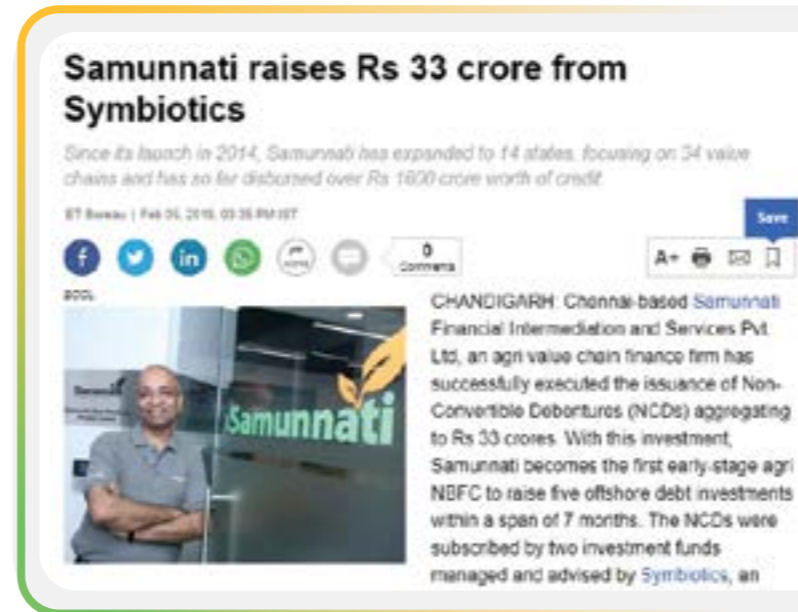 Samunnati raises Rs 33 crore from
Symbiotics
Since its launch in 2014, Samunnati has expanded to 14 states, focusing on 34 value
chains and has so far disbursed over Rs 1600 crore worth of credit.
ET Bureau | Feb 05, 2019, 03.35 PM IST
Save
0
Comments
A+
BCCL
Samunnati
CHANDIGARH: Chennai-based Samunnati
Financial Intermediation and Services Pvt
Ltd, an agri value chain finance firm has
successfully executed the issuance of Non-
Convertible Debentures (NCDs) aggregating
to Rs 33 crores. With this investment,
Samunnati becomes the first early-stage agri
NBFC to raise five offshore debt investments
within a span of 7 months. The NCDs were
subscribed by two investment funds
managed and advised by Symbiotics, an